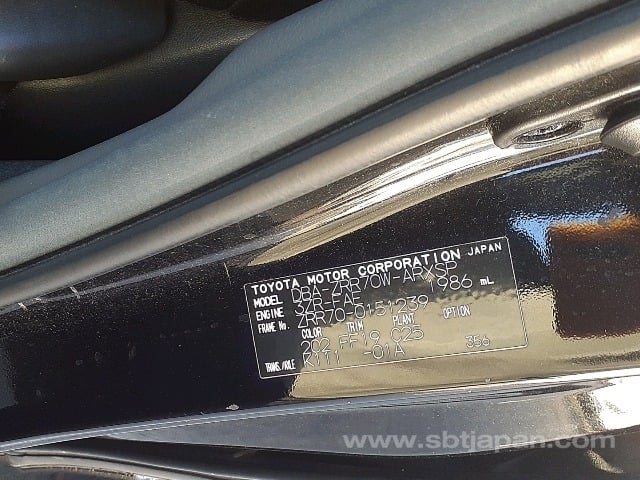 TOYOTA MOTOR CORPORATION JAPAN
MODEL DBA-ZRR70W-ARXSP
ENGINE 3ZR-FAE 1986 mL
FRAME No. ZRR70-0151239
COLOR TRIM PLANT OPTION
202 FF19 C25
TRANS./AXLE K111 -01A 356
www.sbtjapan.com